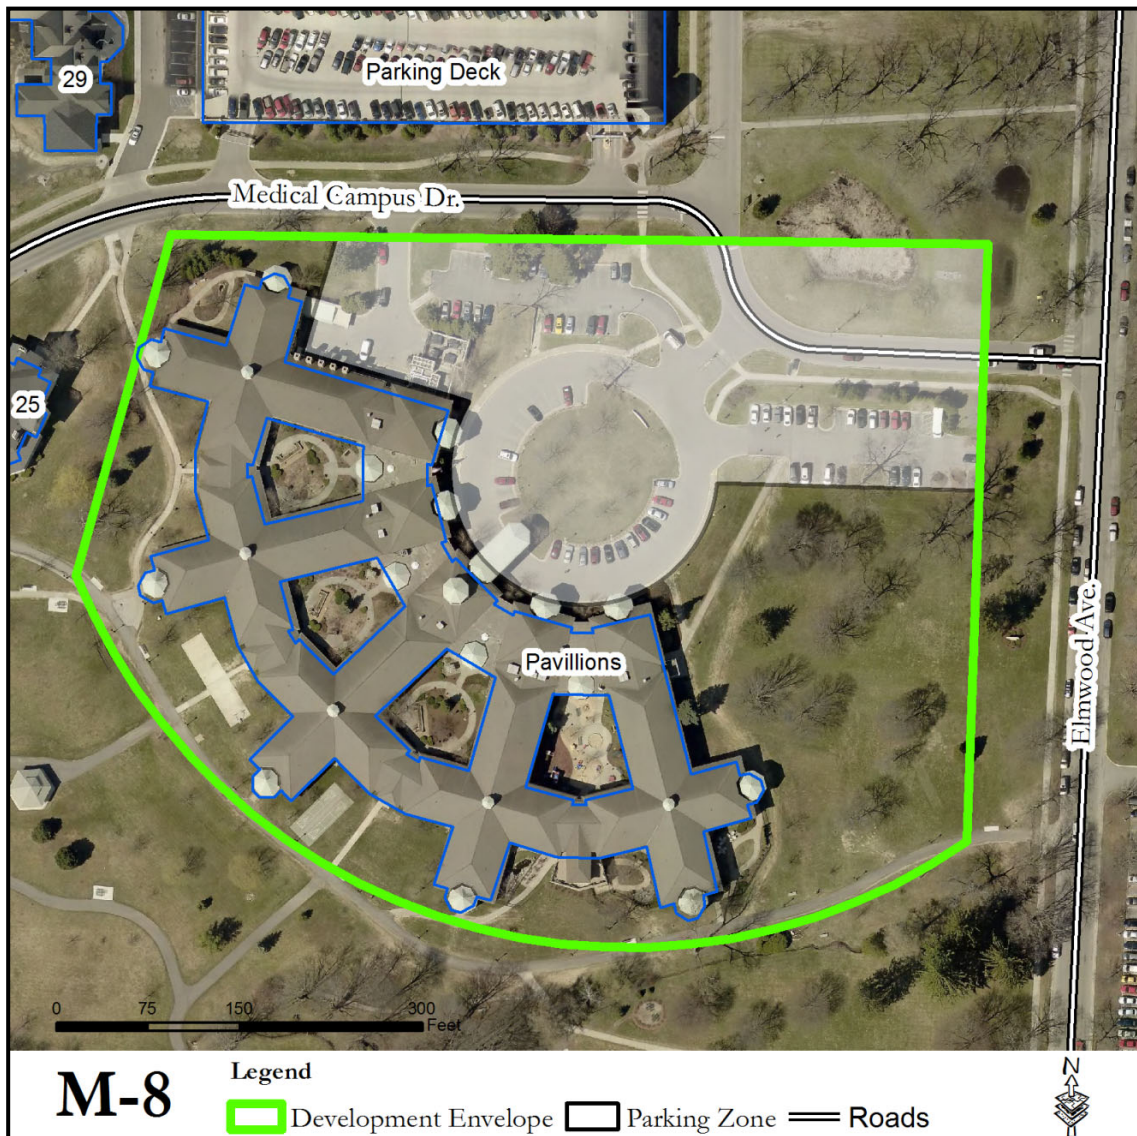 29
Parking Deck
Medical Campus Dr.
25
Pavillions
Elmwood Ave.
0 75 150 300
Feet
M-8
Legend
Development Envelope Parking Zone Roads
N